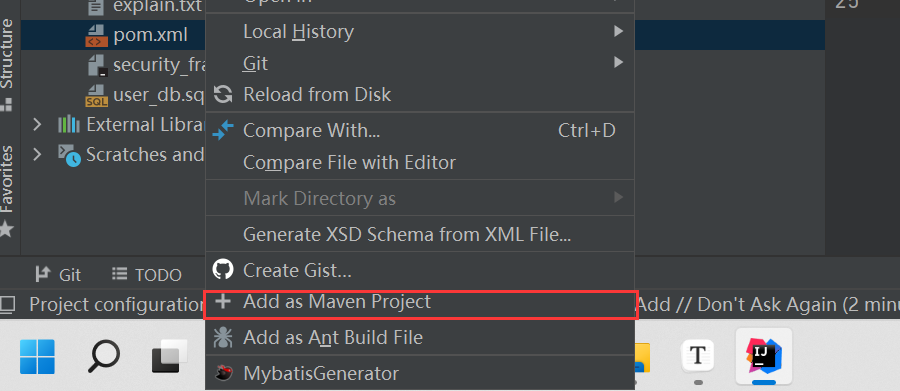 explain.txt
Open in
25
pom.xml
Local History
Structure
security_fra
Git
user_db.sq
Reload from Disk
External Librar
Compare With... Ctrl+D
Scratches and
Compare File with Editor
Favorites
Mark Directory as
Generate XSD Schema from XML File...
Git
TODO
Create Gist...
Project configuration
Add as Maven Project
Add // Don't Ask Again (2 minu
Add as Ant Build File
MybatisGenerator
T
IJ